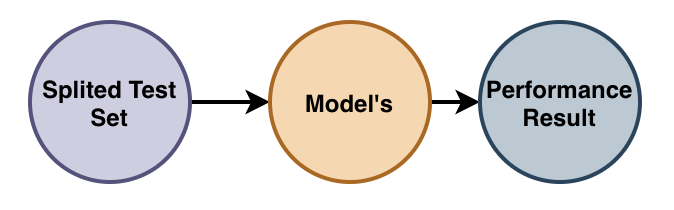 Splited Test
Set
Model's
Performance
Result